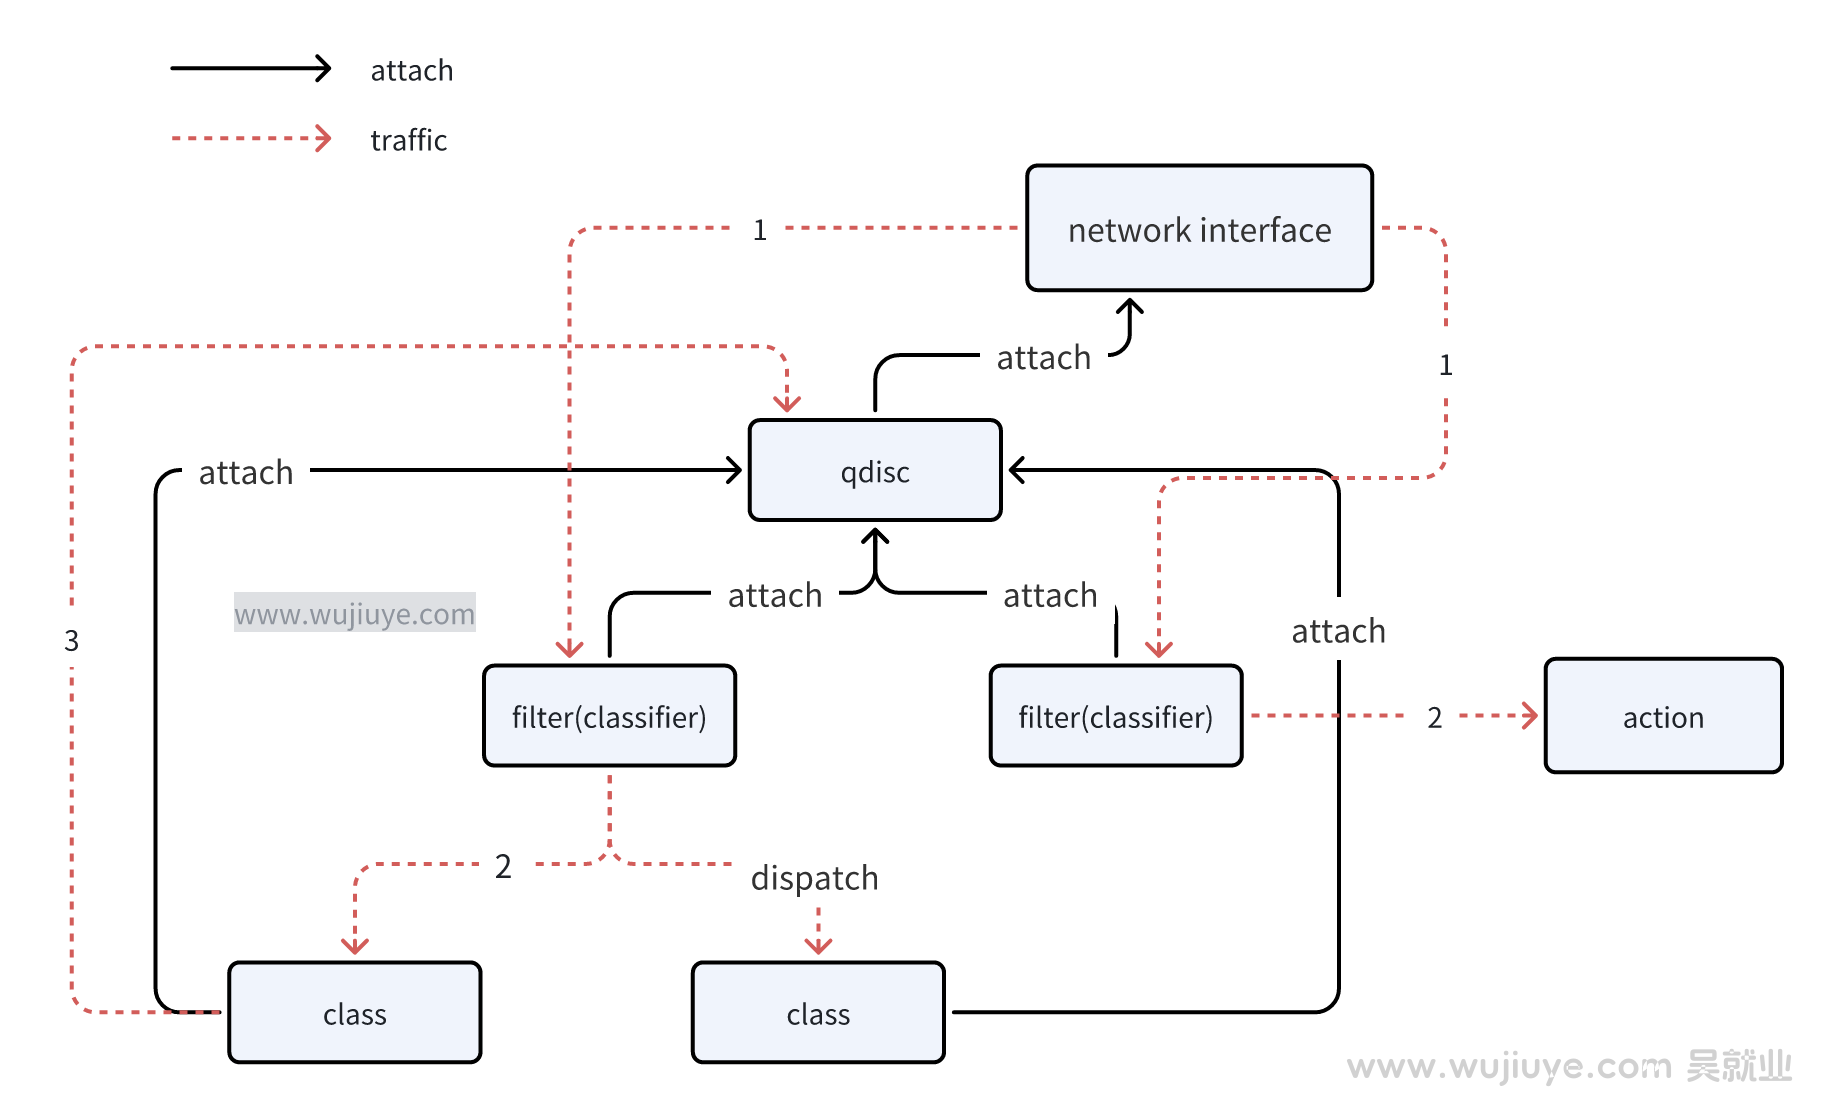 attach
traffic
network interface
1
1
attach
qdisc
attach
attach
attach
attach
www.wujiuye.com
3
filter(classifier)
filter(classifier)
2
action
2
dispatch
class
class
www.wujiuye.com 吴就业